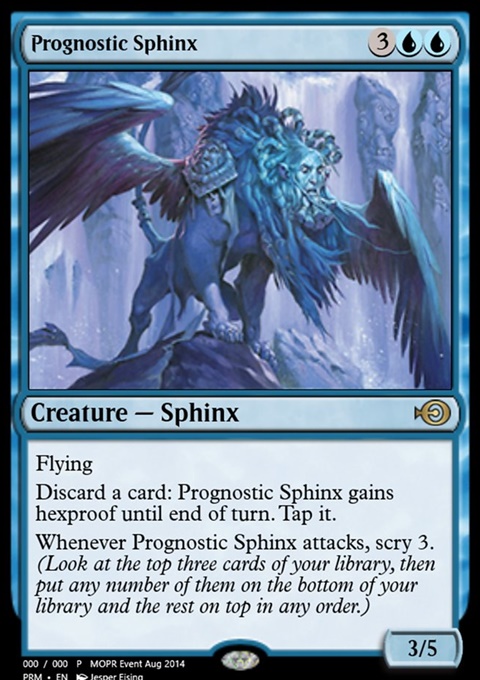 Prognostic Sphinx 3
Creature — Sphinx
Flying
Discard a card: Prognostic Sphinx gains
hexproof until end of turn. Tap it.
Whenever Prognostic Sphinx attacks, scry 3.
(Look at the top three cards of your library, then
put any number of them on the bottom of your
library and the rest on top in any order.)
3/5
000 / 000 P MOPR Event Aug 2014
PRM • EN Jesper Eising